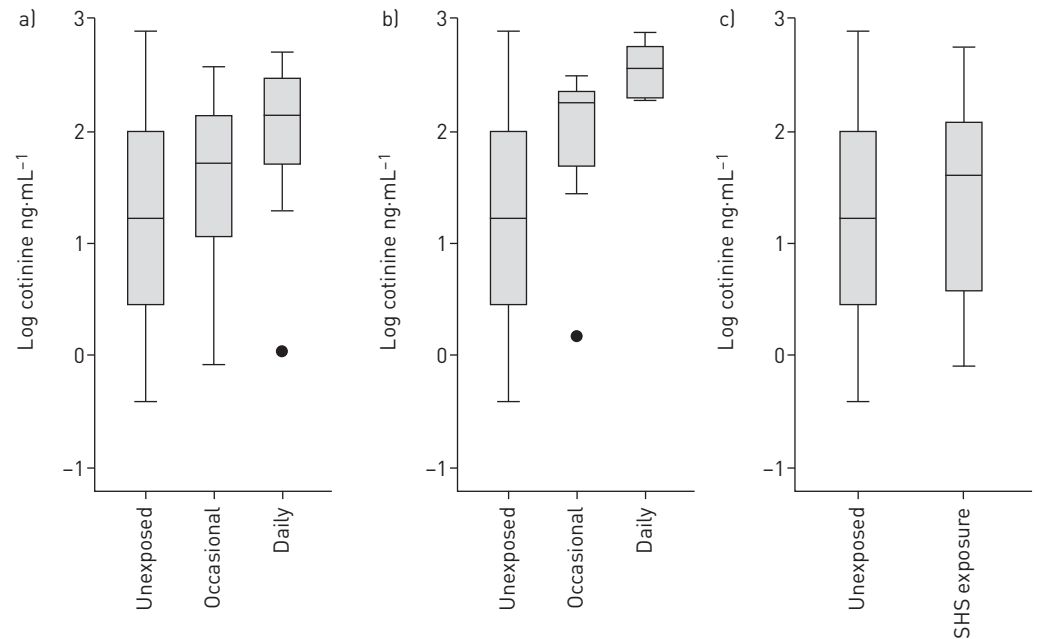 a)
3
2
1
0
−1
Log cotinine ng·mL−1
Unexposed
Occasional
Daily
b)
3
2
1
0
−1
Log cotinine ng·mL−1
Unexposed
Occasional
Daily
c)
3
2
1
0
−1
Log cotinine ng·mL−1
Unexposed
SHS exposure